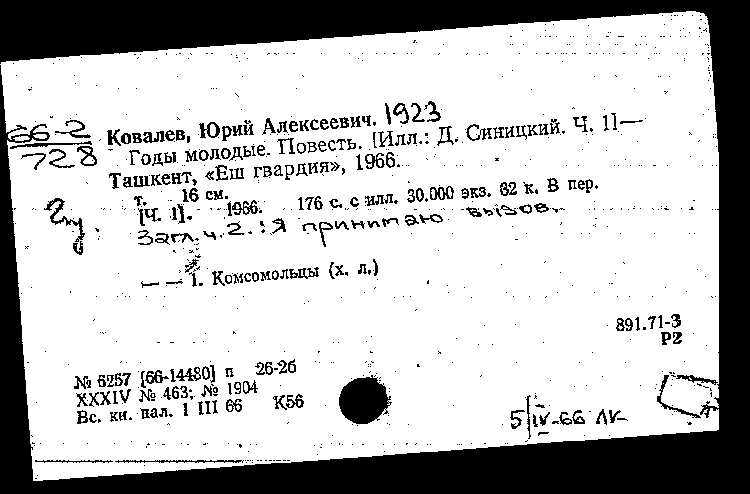 66-2
728
Ковалев, Юрий Алексеевич. 1923
Годы молодые. Повесть. [Илл.: Д. Синицкий. Ч. 1]—
Ташкент, «Еш гвардия», 1966.
т. 16 см.
[Ч. 1]. 1966. 176 с. с илл. 30.000 экз. 62 к. В пер.
Загл. ч. 2.: Я принимаю вызов.
— — 1. Комсомольцы (х. л.)
891.71-3
Р2
№ 6257 [66-14480] п 26-26
XXXIV № 463; № 1904
Вс. кн. пал. 1 III 66 К56
5|IV-66 ЛК